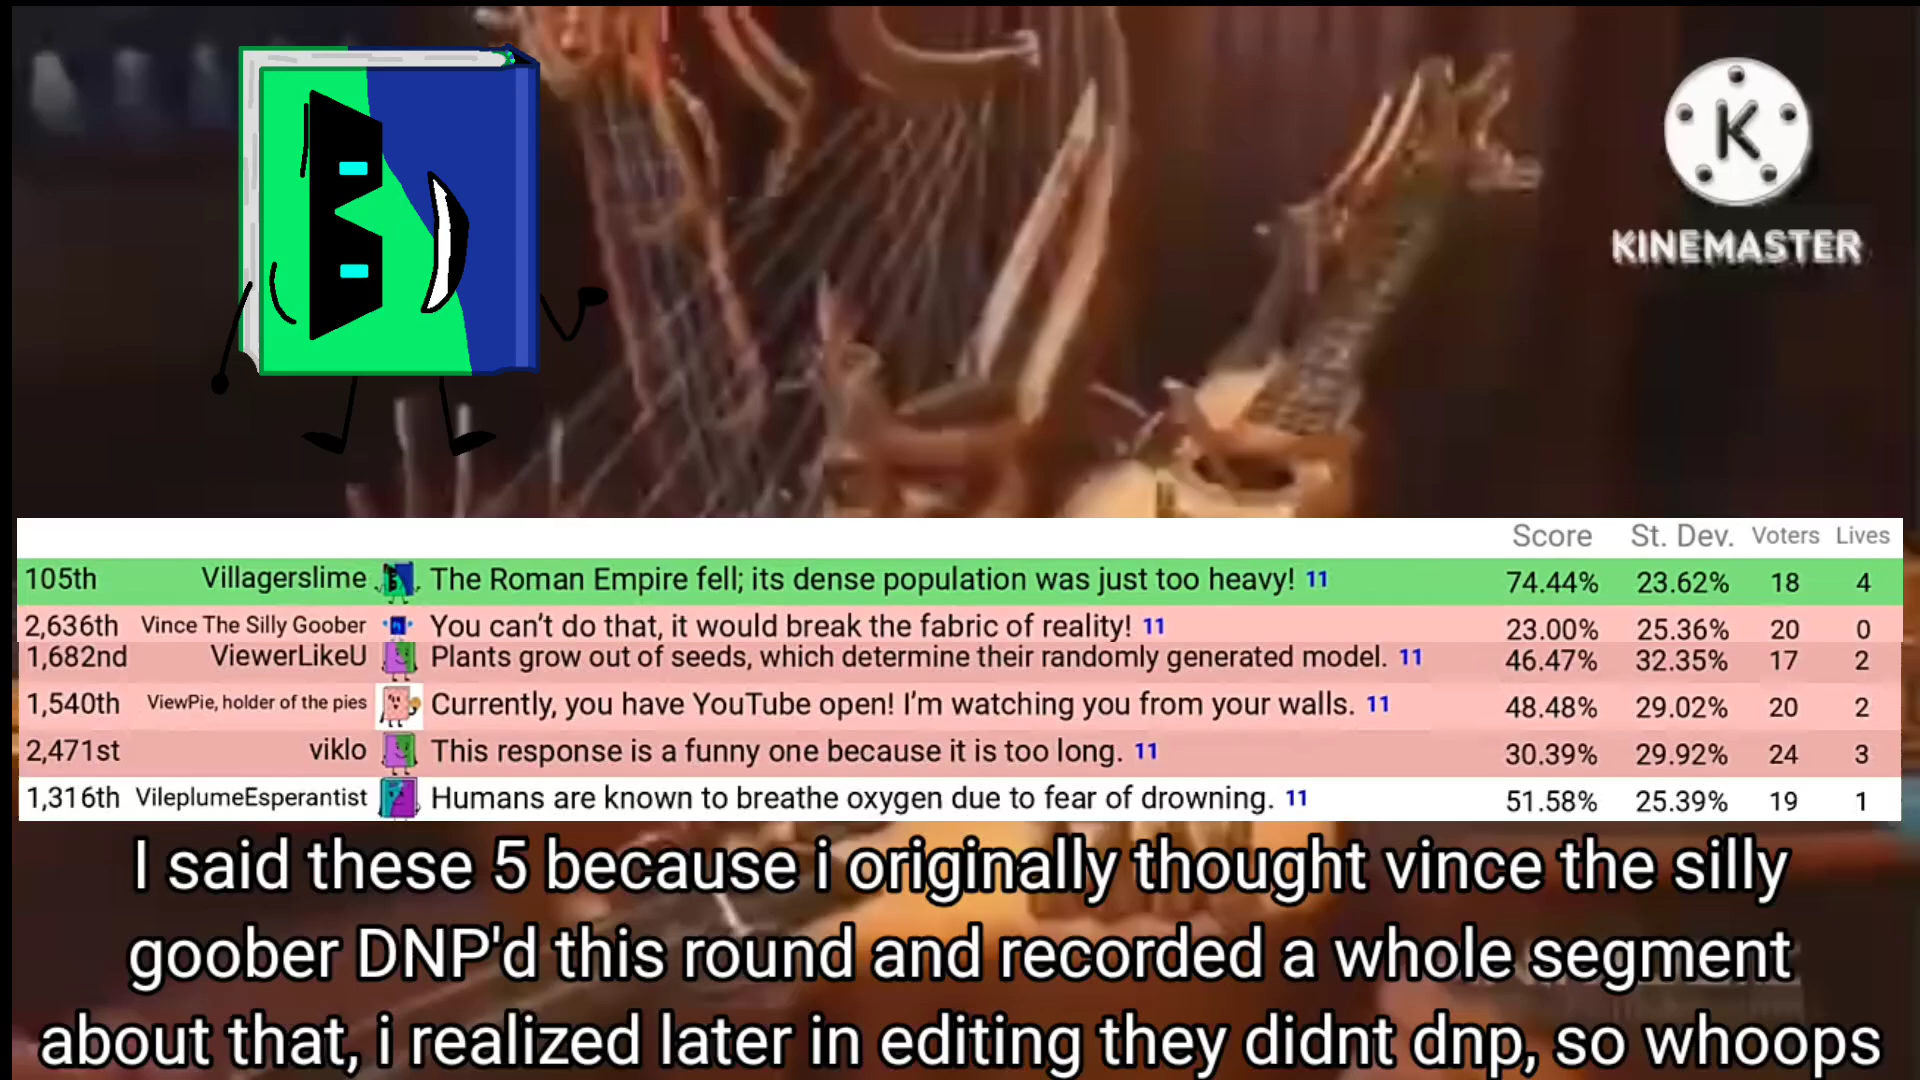 K
KINEMASTER
Score St. Dev. Voters Lives
105th Villagerslime The Roman Empire fell; its dense population was just too heavy! 11 74.44% 23.62% 18 4
2,636th Vince The Silly Goober You can't do that, it would break the fabric of reality! 11 23.00% 25.36% 20 0
1,682nd ViewerLikeU Plants grow out of seeds, which determine their randomly generated model. 11 46.47% 32.35% 17 2
1,540th ViewPie, holder of the pies Currently, you have YouTube open! I'm watching you from your walls. 11 48.48% 29.02% 20 2
2,471st viklo This response is a funny one because it is too long. 11 30.39% 29.92% 24 3
1,316th VileplumeEsperantist Humans are known to breathe oxygen due to fear of drowning. 11 51.58% 25.39% 19 1
I said these 5 because i originally thought vince the silly
goober DNP'd this round and recorded a whole segment
about that, i realized later in editing they didnt dnp, so whoops